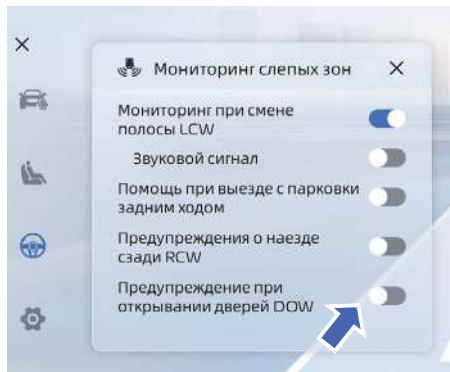 Мониторинг слепых зон
Мониторинг при смене
полосы LCW
Звуковой сигнал
Помощь при выезде с парковки
задним ходом
Предупреждения о наезде
сзади RCW
Предупреждение при
открывании дверей DOW